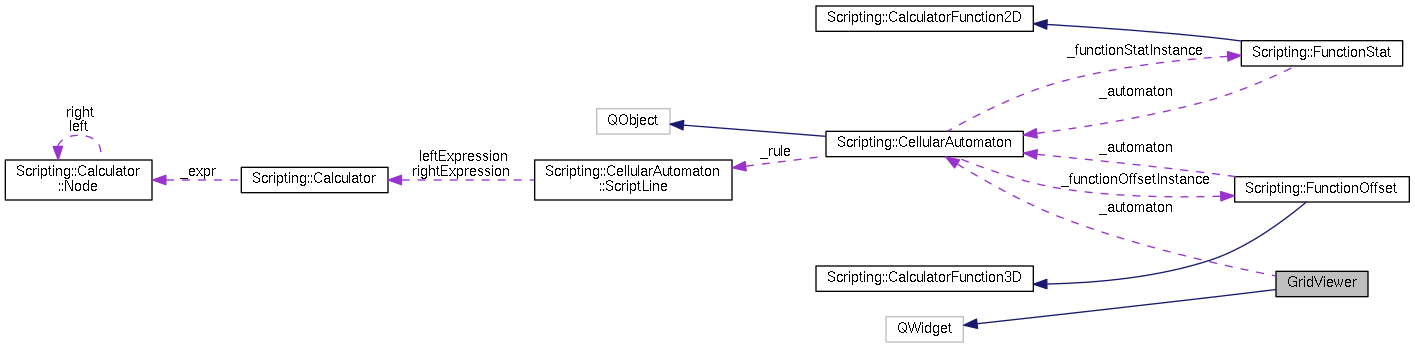 Scripting::CalculatorFunction2D
_functionStatInstance
Scripting::FunctionStat
_automaton
right
left
QObject
Scripting::CellularAutomaton
_automaton
leftExpression
rightExpression
_rule
Scripting::Calculator
::Node
_expr
Scripting::Calculator
Scripting::CellularAutomaton
::ScriptLine
_functionOffsetInstance
Scripting::FunctionOffset
_automaton
Scripting::CalculatorFunction3D
GridViewer
QWidget